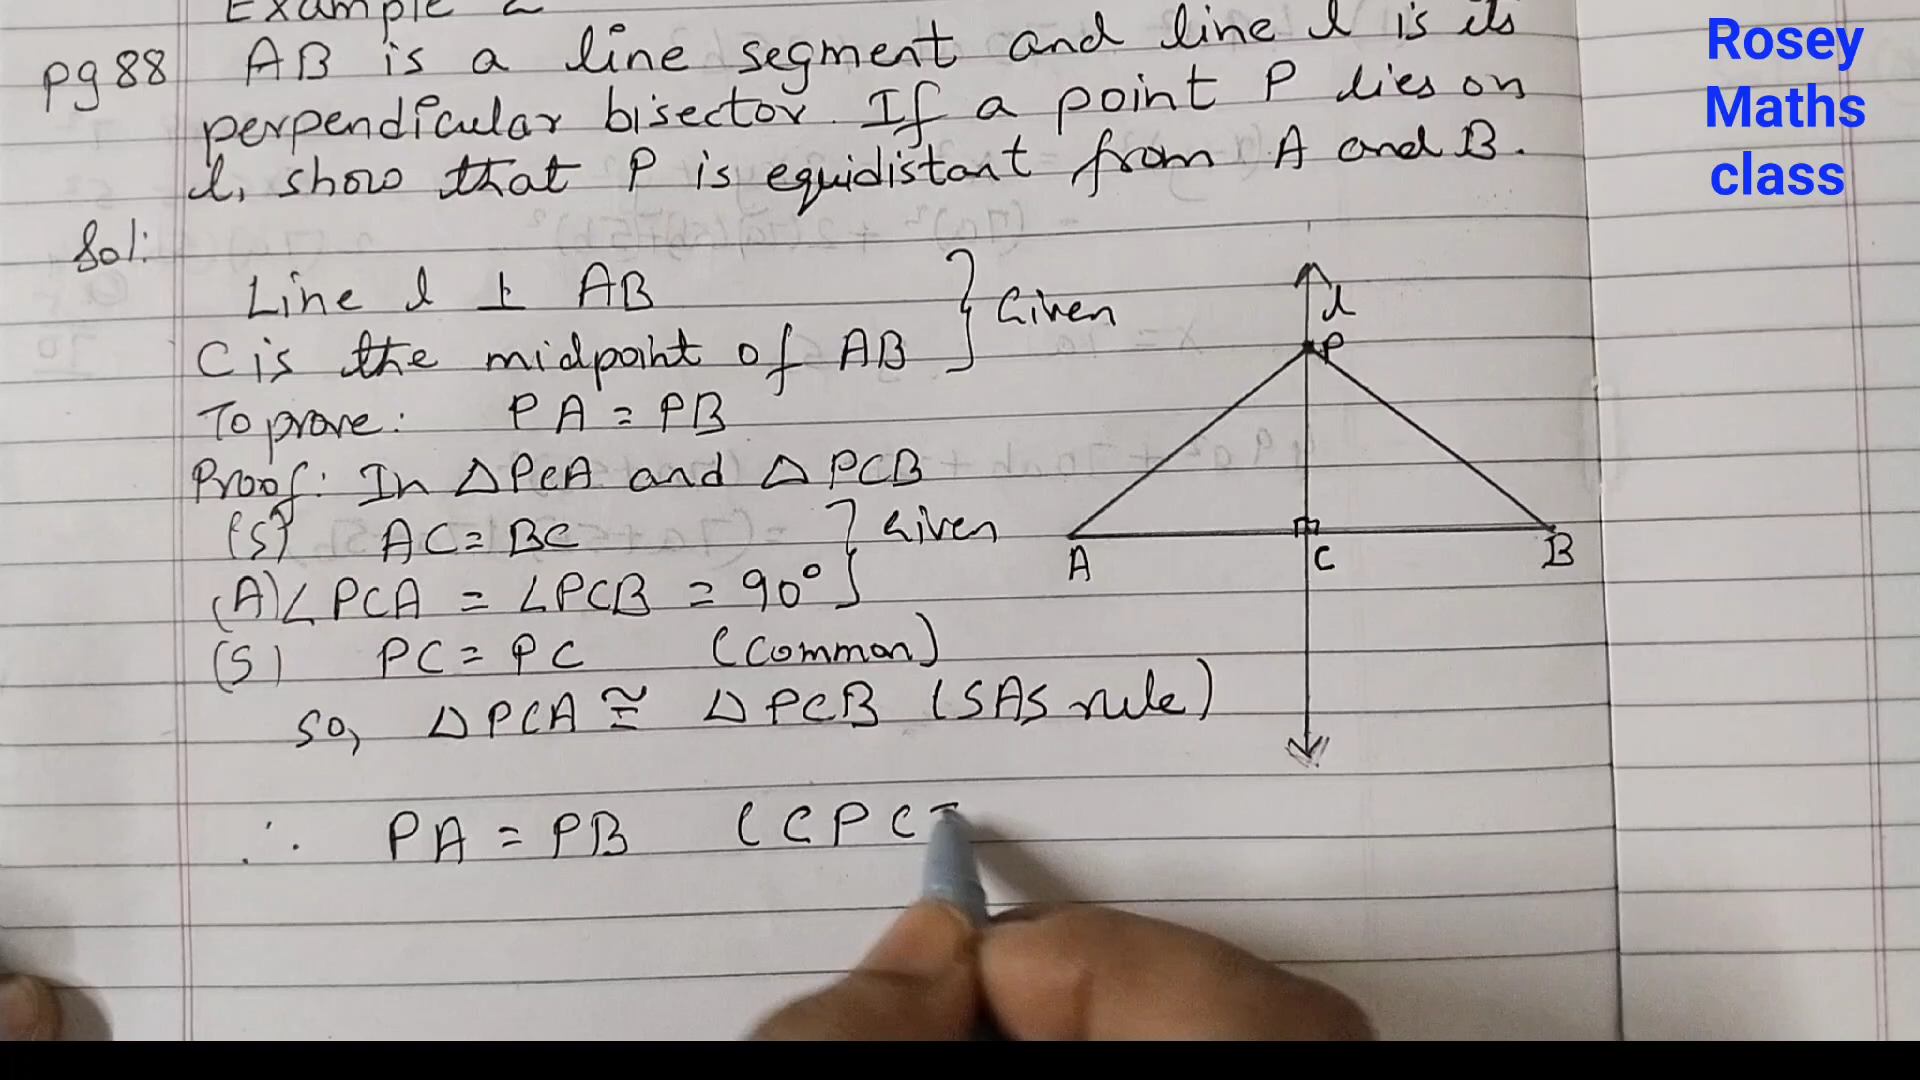 Example 2
pg 88 AB is a line segment and line l is its
perpendicular bisector. If a point P lies on
l, show that P is equidistant from A and B.
Sol:
Line l ⊥ AB
C is the midpoint of AB } Given
To prove: PA = PB
Proof: In △PCA and △PCB
(S) AC = BC
(A) ∠PCA = ∠PCB = 90° } Given
(S) PC = PC (Common)
so, △PCA ≅ △PCB (SAS rule)
∴ PA = PB (CPC
l
P
A
C
B
Rosey
Maths
class